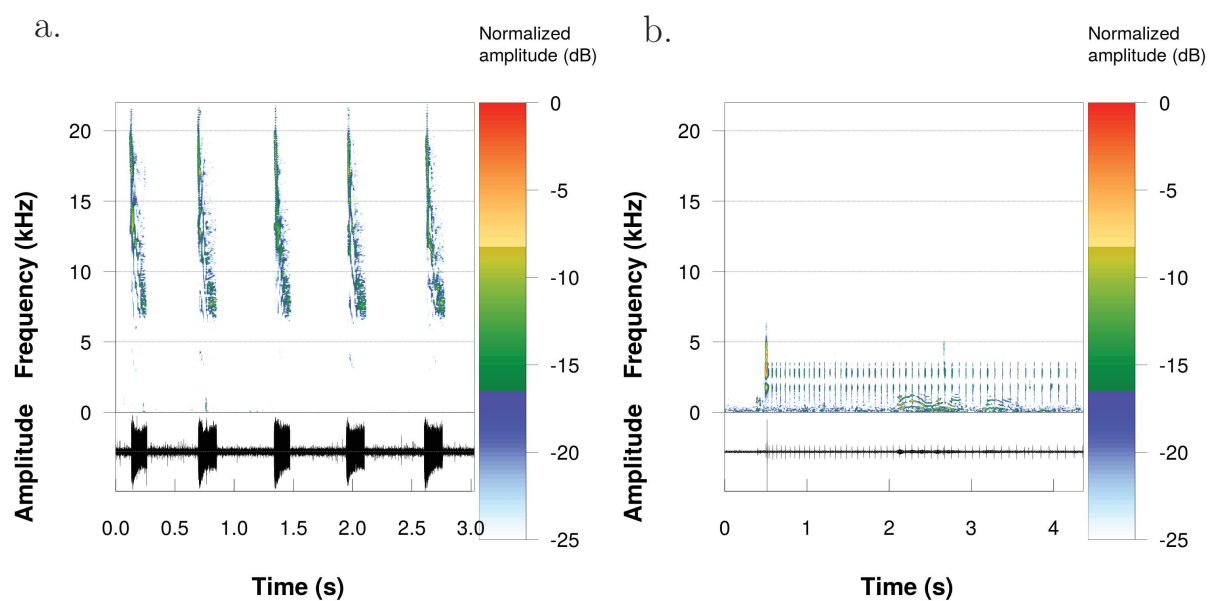 a.
Normalized
amplitude (dB)
0
-5
-10
-15
-20
-25
20
15
10
5
0
Frequency (kHz)
Amplitude
0.0 0.5 1.0 1.5 2.0 2.5 3.0
Time (s)
b.
Normalized
amplitude (dB)
0
-5
-10
-15
-20
-25
20
15
10
5
0
Frequency (kHz)
Amplitude
0 1 2 3 4
Time (s)